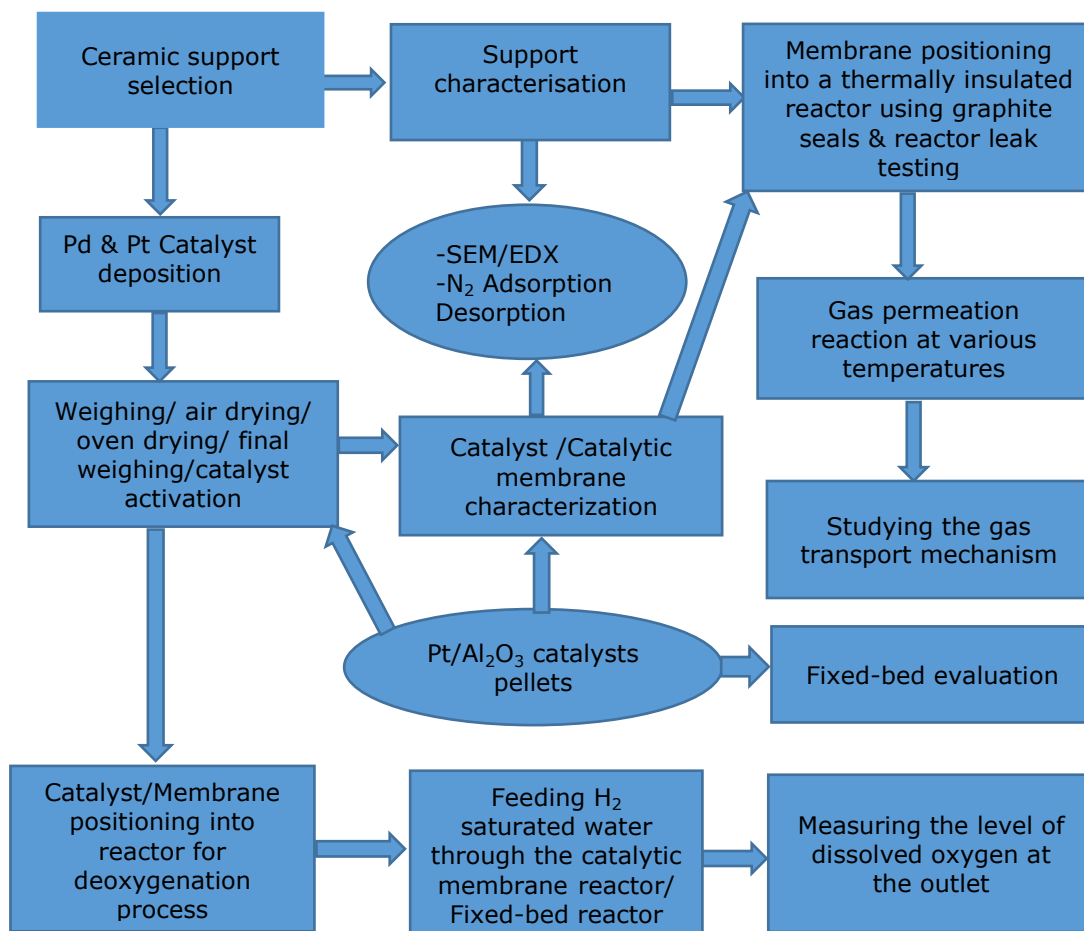 Ceramic support
selection
Support
characterisation
Membrane positioning
into a thermally insulated
reactor using graphite
seals & reactor leak
testing
Pd & Pt Catalyst
deposition
-SEM/EDX
-N₂ Adsorption
Desorption
Gas permeation
reaction at various
temperatures
Weighing/ air drying/
oven drying/ final
weighing/catalyst
activation
Catalyst /Catalytic
membrane
characterization
Studying the gas
transport mechanism
Pt/Al₂O₃ catalysts
pellets
Fixed-bed evaluation
Catalyst/Membrane
positioning into
reactor for
deoxygenation
process
Feeding H₂
saturated water
through the catalytic
membrane reactor/
Fixed-bed reactor
Measuring the level of
dissolved oxygen at
the outlet